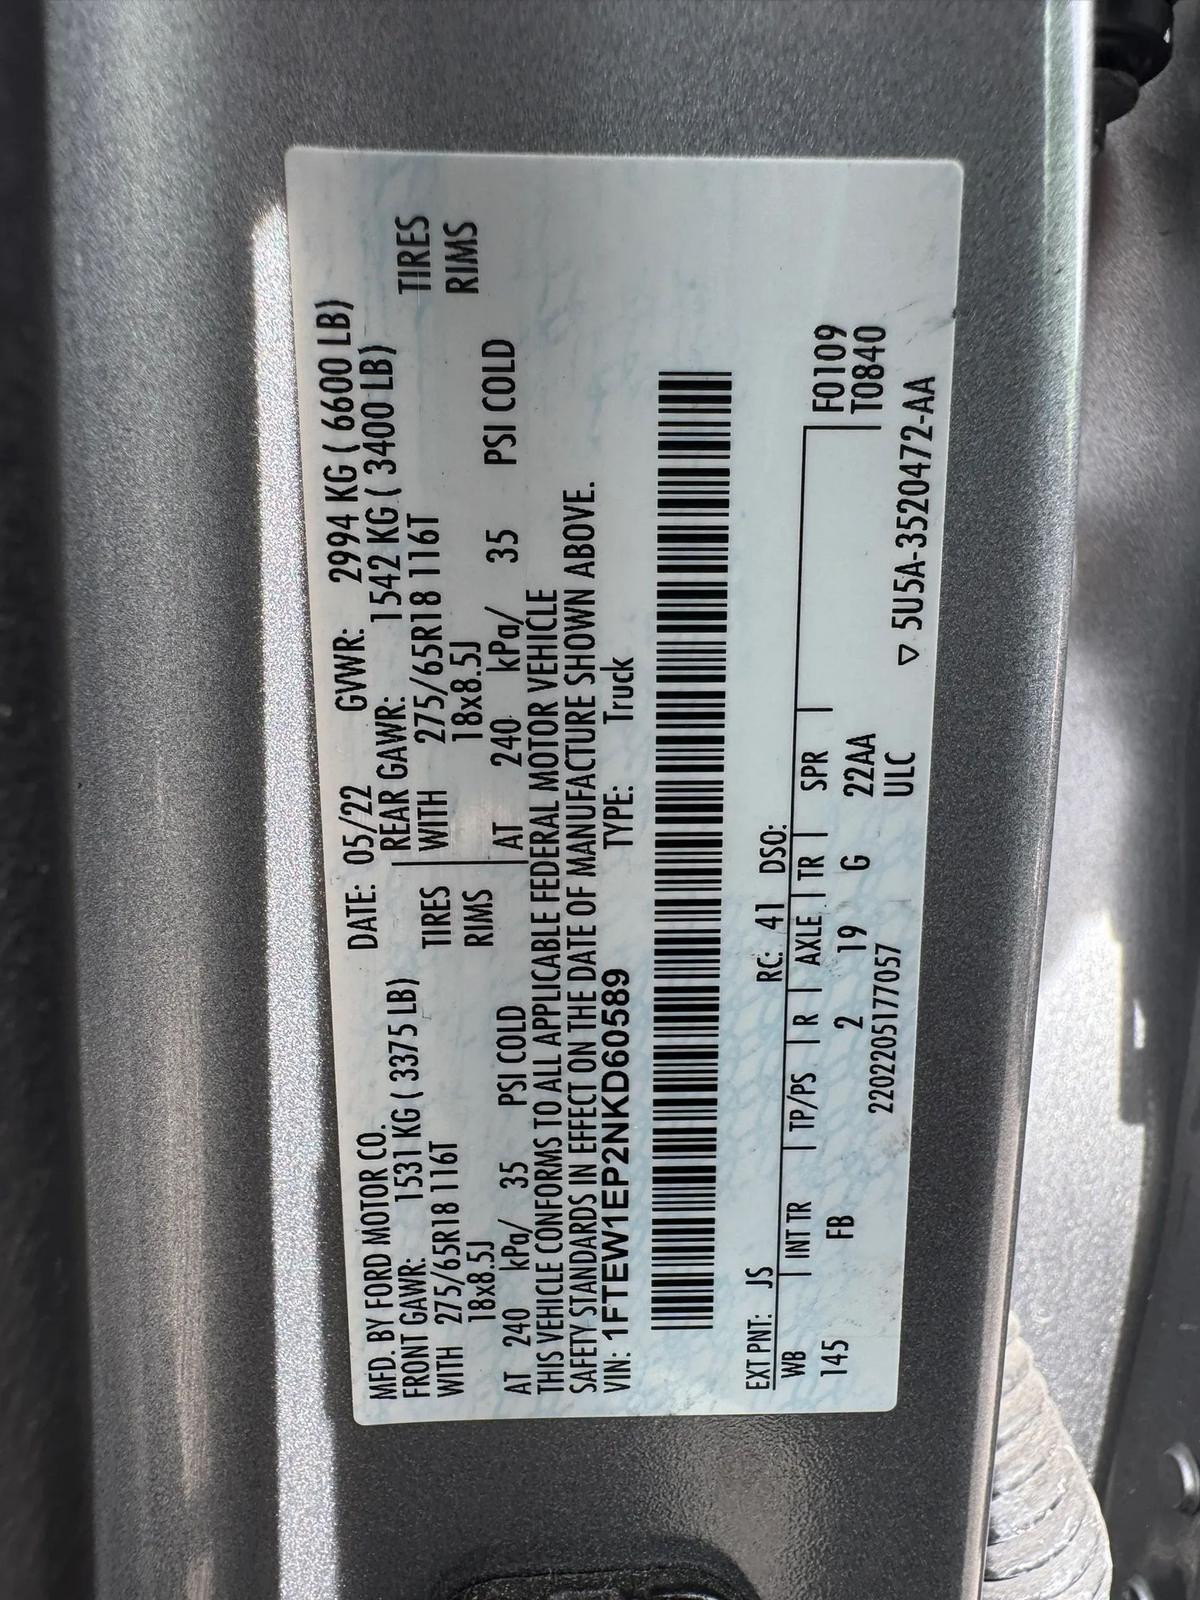 MFD. BY FORD MOTOR CO. DATE: 05/22 GVWR: 2994 KG ( 6600 LB)
FRONT GAWR: 1531 KG ( 3375 LB) REAR GAWR: 1542 KG ( 3400 LB)
WITH 275/65R18 116T TIRES WITH 275/65R18 116T TIRES
18x8.5J RIMS 18x8.5J RIMS
AT 240 kPa/ 35 PSI COLD AT 240 kPa/ 35 PSI COLD
THIS VEHICLE CONFORMS TO ALL APPLICABLE FEDERAL MOTOR VEHICLE
SAFETY STANDARDS IN EFFECT ON THE DATE OF MANUFACTURE SHOWN ABOVE.
VIN: 1FTEW1EP2NKD60589 TYPE: Truck
EXT PNT: JS RC: 41 DSO:
WB INT TR TP/PS R AXLE TR SPR F0109
145 FB 2 19 G 22AA T0840
2202205177057 ULC ▽ 5U5A-3520472-AA